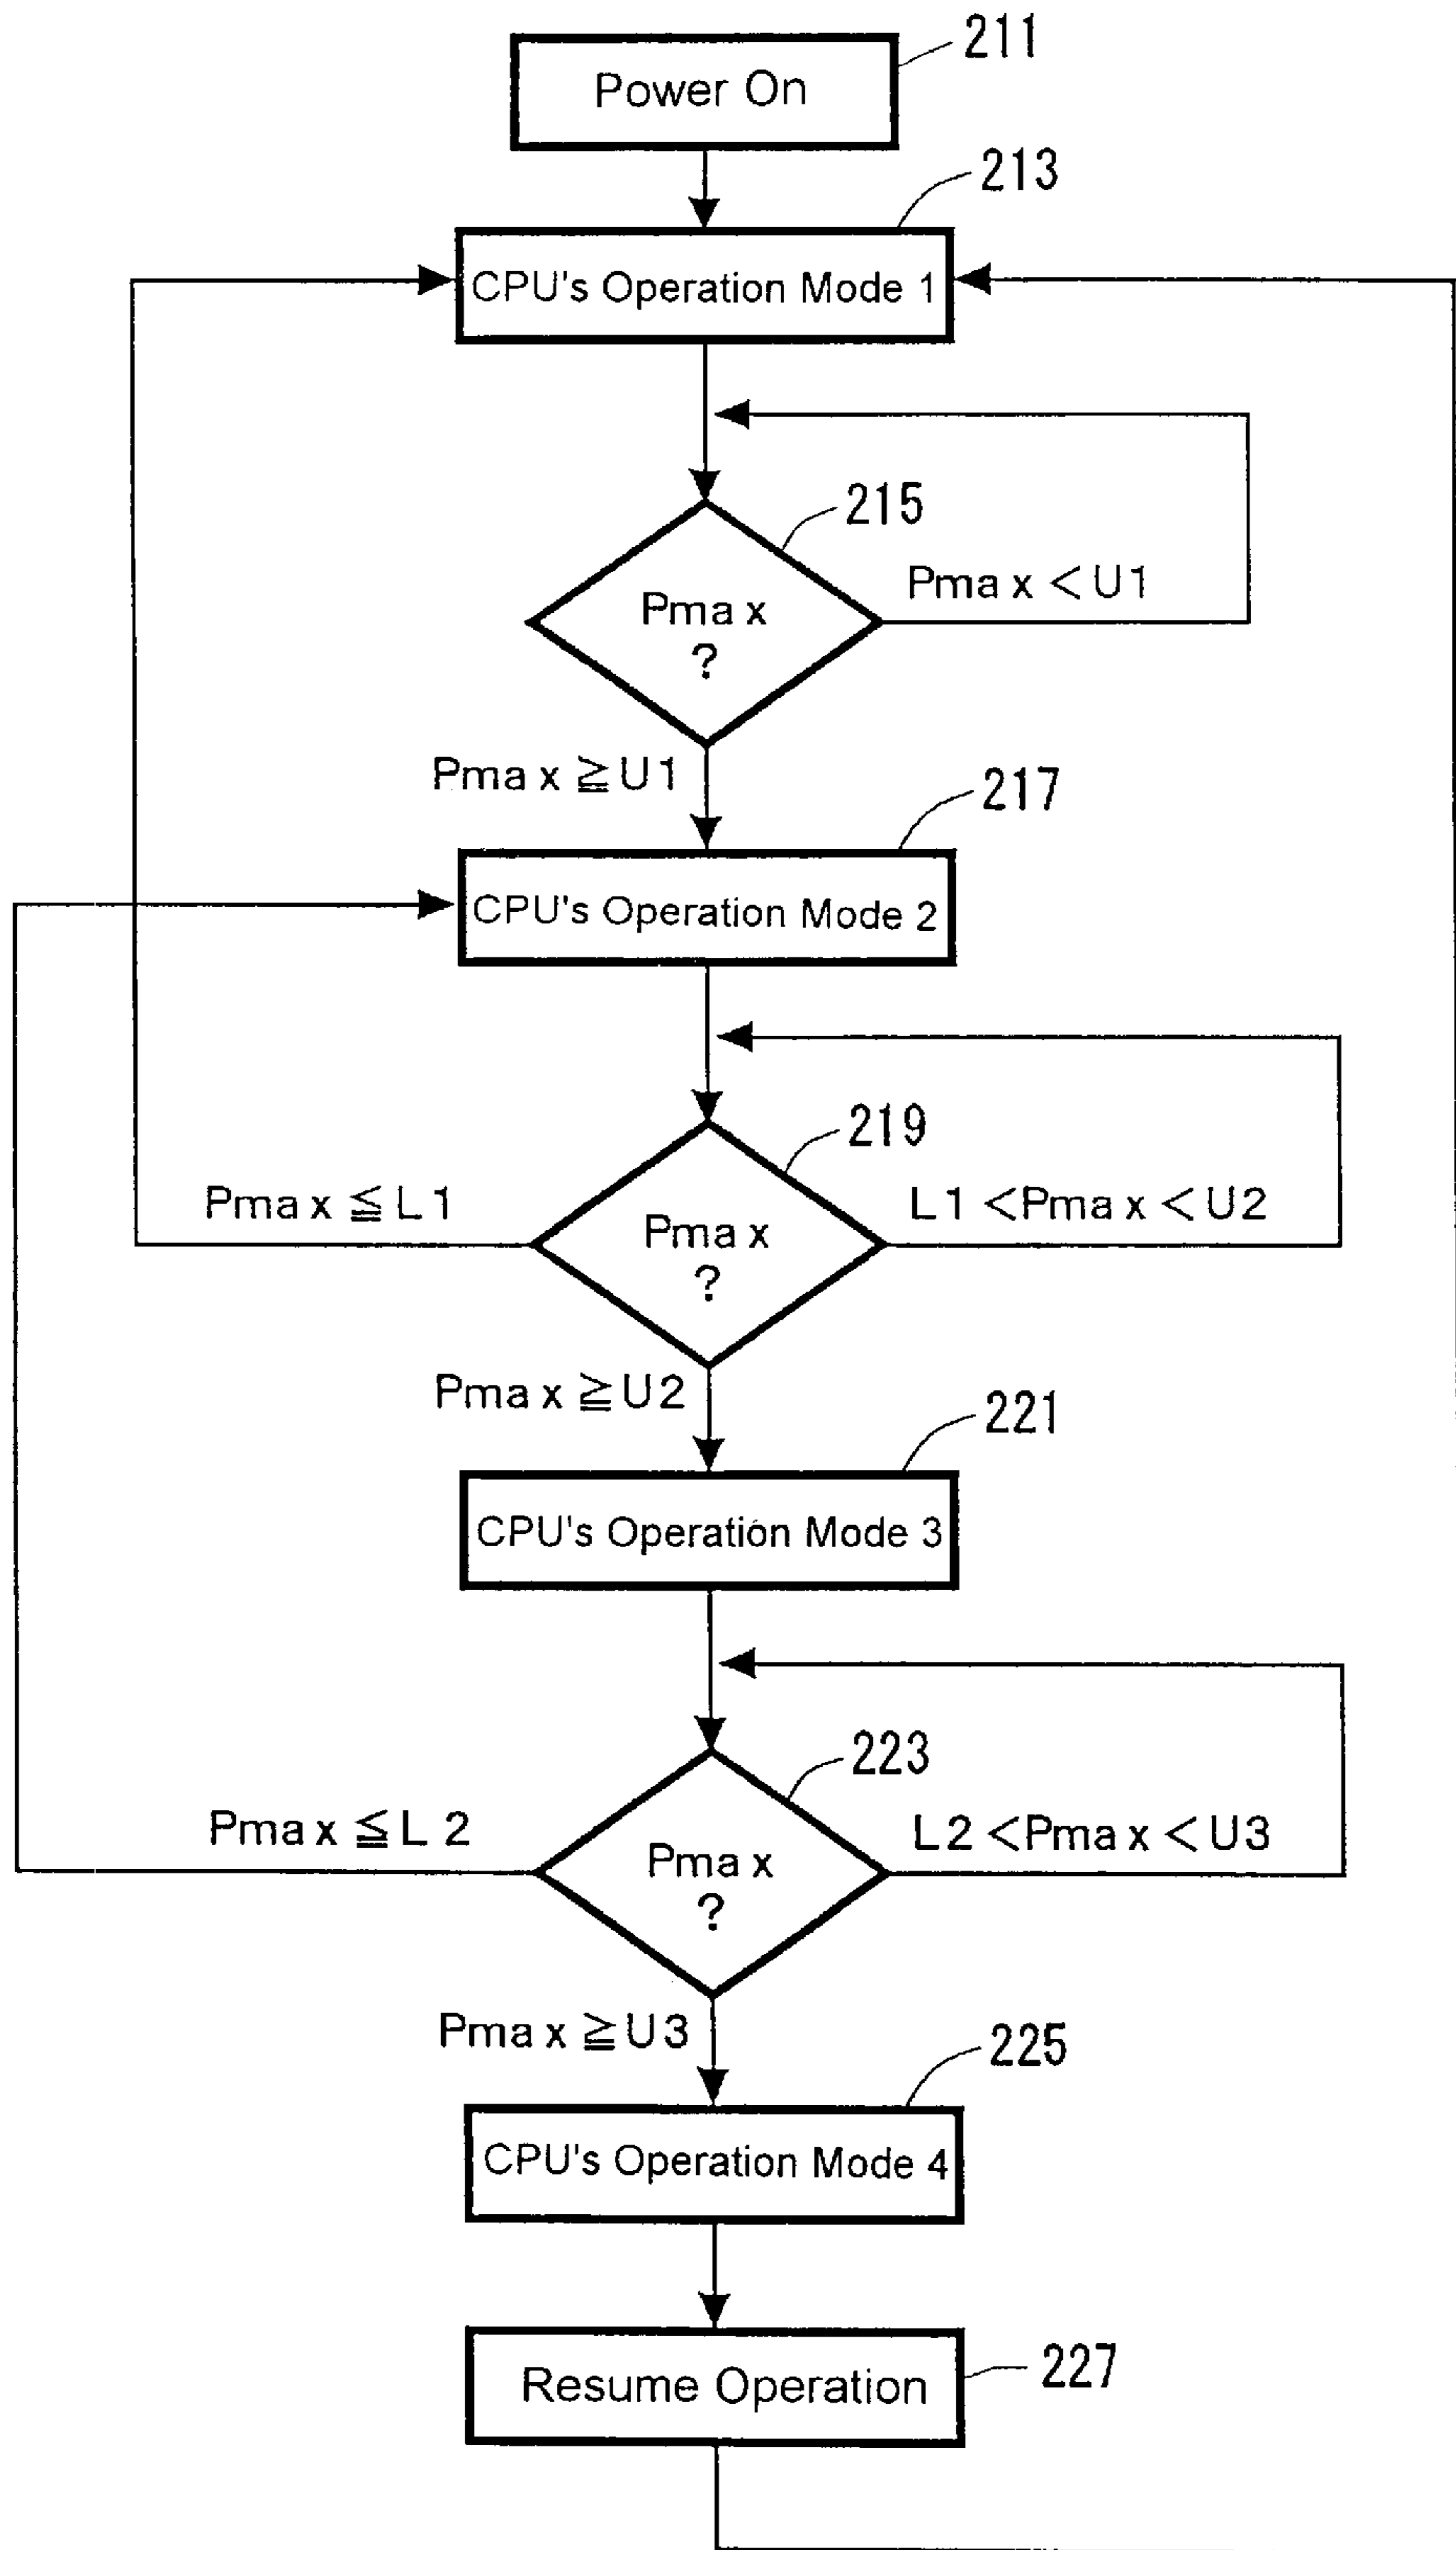 211
Power On
213
CPU's Operation Mode 1
215
Pmax
?
Pmax < U1
Pmax ≧ U1
217
CPU's Operation Mode 2
219
Pmax ≦ L1
Pmax
?
L1 < Pmax < U2
Pmax ≧ U2
221
CPU's Operation Mode 3
223
Pmax ≦ L2
Pmax
?
L2 < Pmax < U3
Pmax ≧ U3
225
CPU's Operation Mode 4
Resume Operation
227